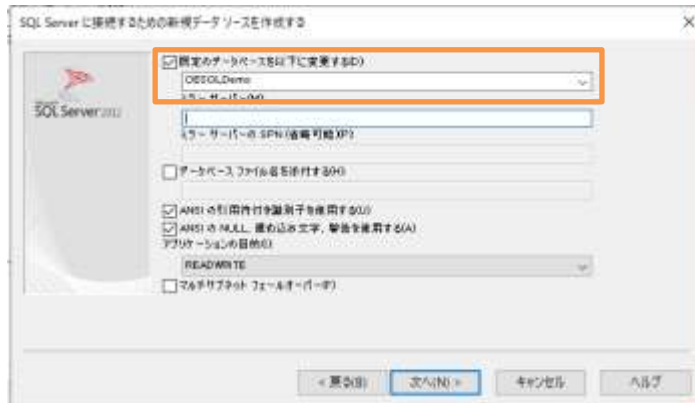 SQL Server に接続するための新規データ ソースを作成する
既定のデータベースを以下に変更する(D)
SQL Server 2012
ミラー サーバー(M)
ミラー サーバーの SPN (省略可能)(P)
データベース ファイル名を添付する(H)
ANSI の引用符付き識別子を使用する(U)
ANSI の NULL、埋め込み文字、警告を使用する(A)
アプリケーションの目的(I)
READWRITE
マルチサブネット フェールオーバー(F)
< 戻る(B)
次へ(N) >
キャンセル
ヘルプ